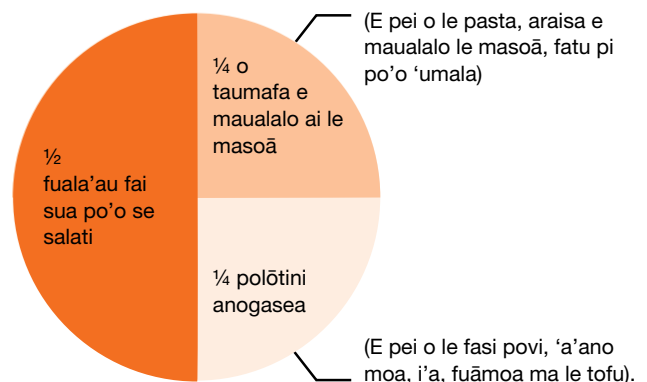 (E pei o le pasta, araisa e
maualalo le masoā, fatu pi
po’o ‘umala)
¼ o
taumafa e
maualalo ai le
masoā
½
fuala’au fai
sua po’o se
salati
¼ polōtini
anogasea
(E pei o le fasi povi, ‘a’ano
moa, i’a, fuāmoa ma le tofu).